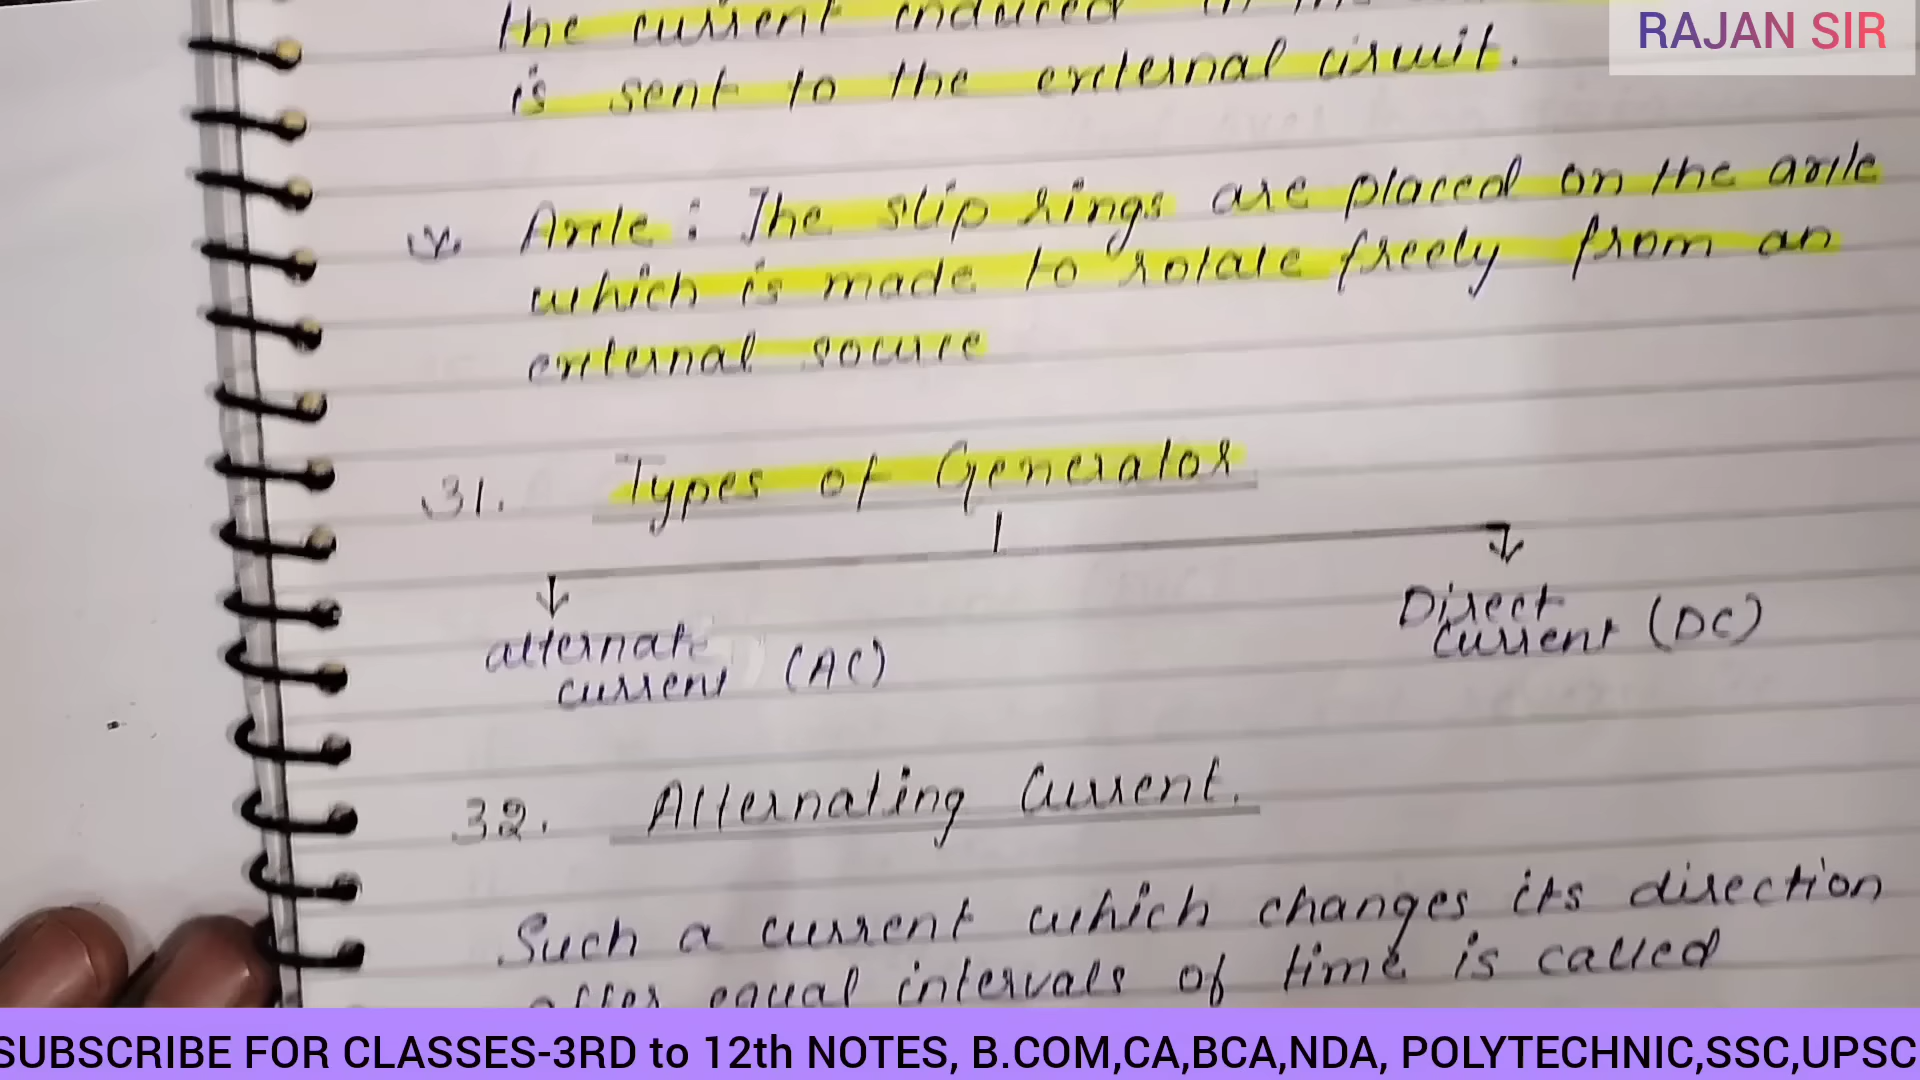 the current induced in
RAJAN SIR
is sent to the external circuit.
v. Axle : The slip rings are placed on the axle
which is made to rotate freely from an
external source
31. Types of Generator
alternate
current (AC)
Direct
current (DC)
32. Alternating Current.
Such a current which changes its direction
after equal intervals of time is called
SUBSCRIBE FOR CLASSES-3RD to 12th NOTES, B.COM,CA,BCA,NDA, POLYTECHNIC,SSC,UPSC